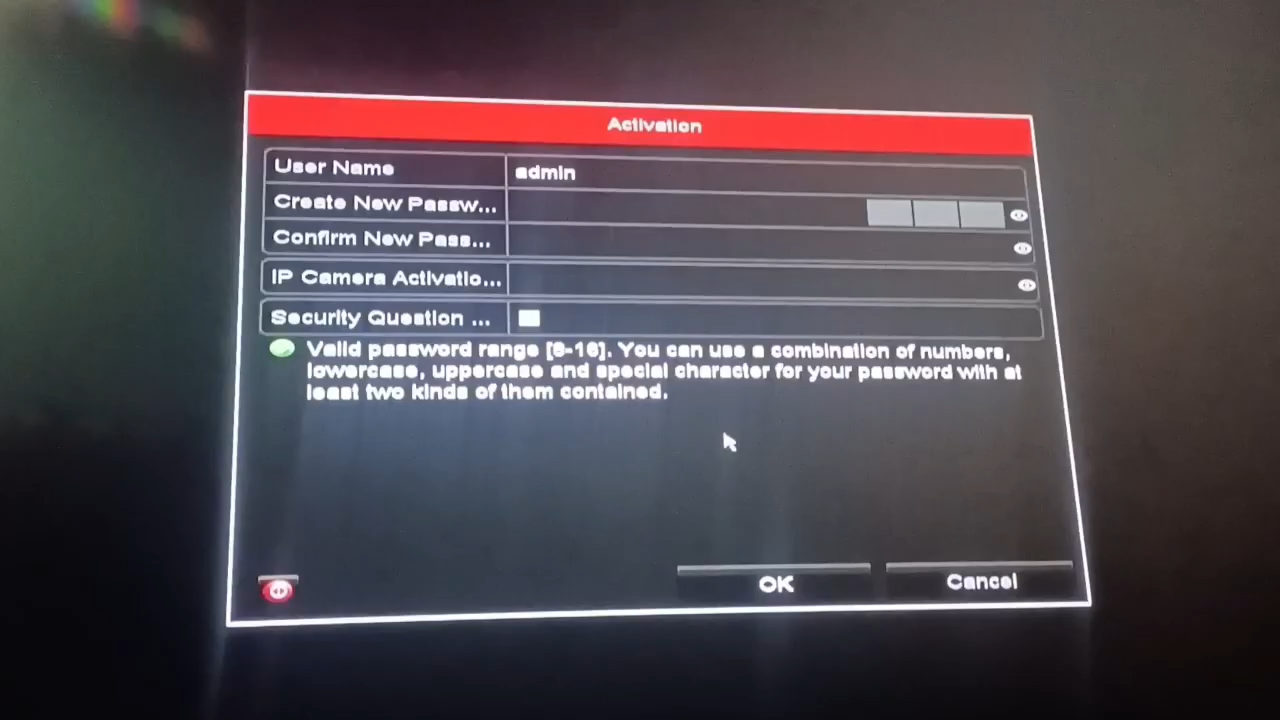 Activation
User Name admin
Create New Passw...
Confirm New Pass...
IP Camera Activatio...
Security Question ...
Valid password range [8-16]. You can use a combination of numbers,
lowercase, uppercase and special character for your password with at
least two kinds of them contained.
OK Cancel